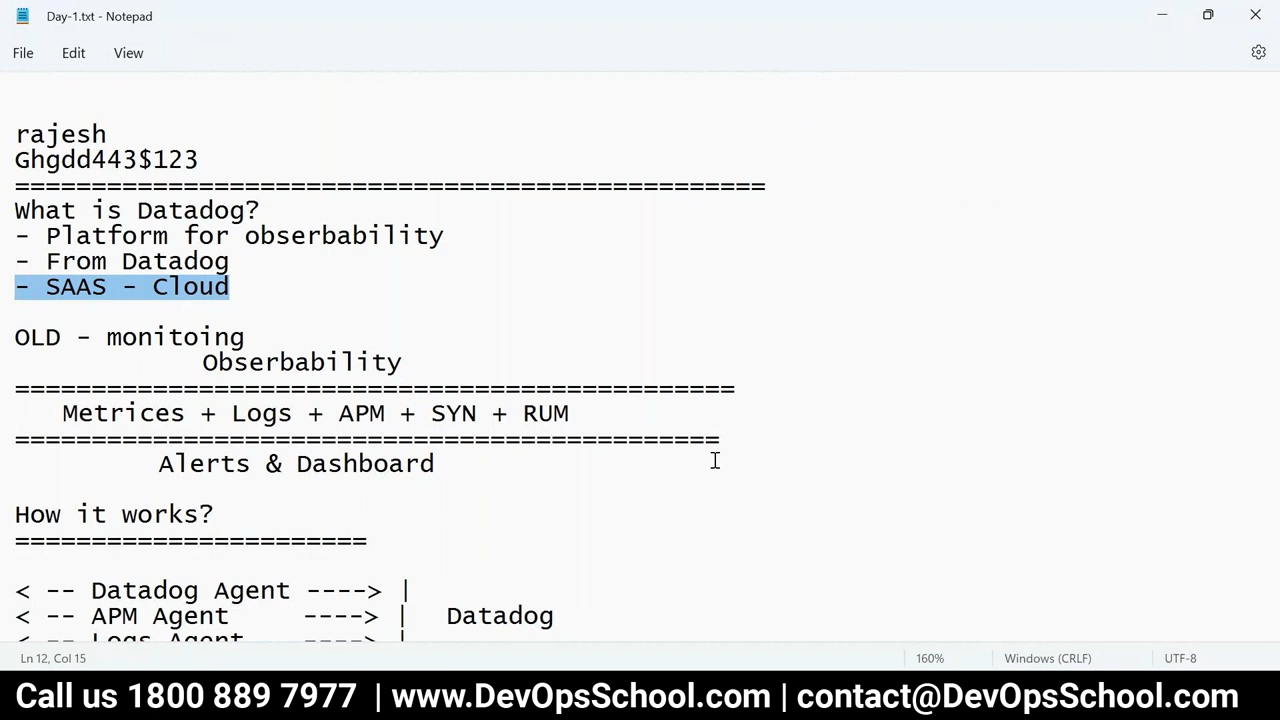 Day-1.txt - Notepad
File Edit View
rajesh
Ghgdd443$123
=================================================
What is Datadog?
- Platform for obserbability
- From Datadog
- SAAS - Cloud
OLD - monitoing
Obserbability
===============================================
Metrices + Logs + APM + SYN + RUM
==============================================
Alerts & Dashboard
How it works?
=======================
< -- Datadog Agent ----> |
< -- APM Agent ----> | Datadog
< -- Logs Agent ----> |
Ln 12, Col 15 160% Windows (CRLF) UTF-8
Call us 1800 889 7977 | www.DevOpsSchool.com | contact@DevOpsSchool.com